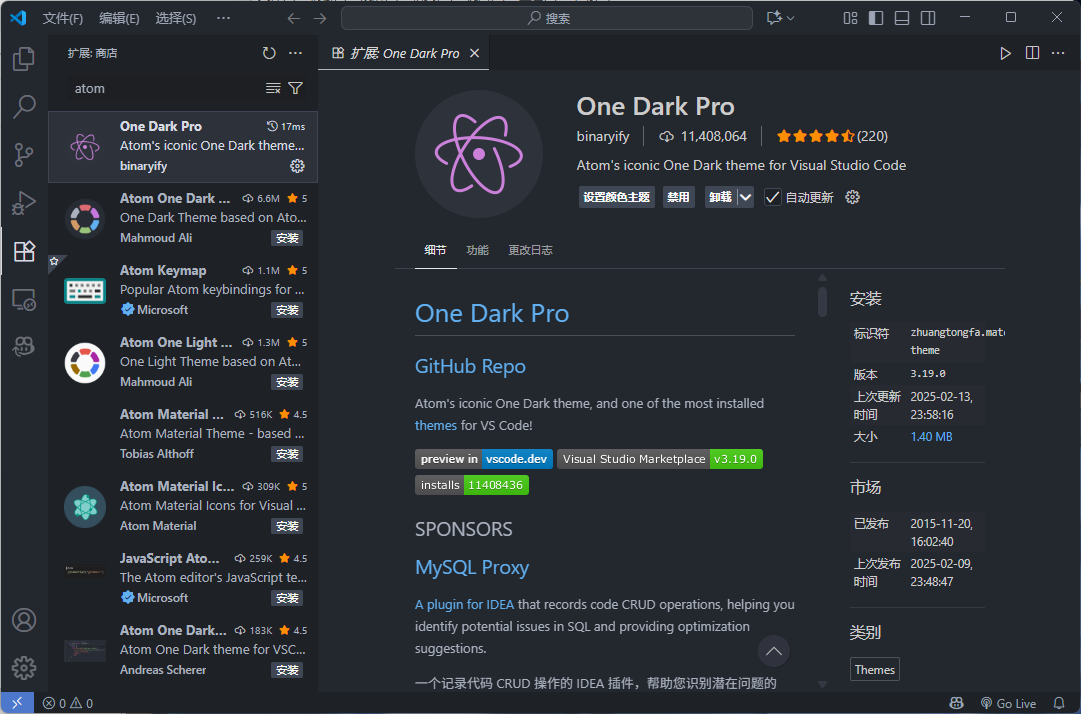 文件(F) 编辑(E) 选择(S) ··· 搜索
扩展: 商店
atom
One Dark Pro 17ms
Atom's iconic One Dark theme...
binaryify
Atom One Dark ... 6.6M 5
One Dark Theme based on Ato...
Mahmoud Ali 安装
Atom Keymap 1.1M 5
Popular Atom keybindings for ...
Microsoft 安装
Atom One Light ... 1.3M 5
One Light Theme based on At...
Mahmoud Ali 安装
Atom Material ... 516K 4.5
Atom Material Theme - based ...
Tobias Althoff 安装
Atom Material Ic... 309K 5
Atom Material Icons for Visual ...
Atom Material 安装
JavaScript Ato... 259K 4.5
The Atom editor's JavaScript te...
Microsoft 安装
Atom One Dark... 183K 4.5
Atom One Dark theme for VSC...
Andreas Scherer 安装
扩展: One Dark Pro
One Dark Pro
binaryify 11,408,064 (220)
Atom's iconic One Dark theme for Visual Studio Code
设置颜色主题 禁用 卸载 自动更新
细节 功能 更改日志
One Dark Pro
GitHub Repo
Atom's iconic One Dark theme, and one of the most installed
themes for VS Code!
preview in vscode.dev Visual Studio Marketplace v3.19.0
installs 11408436
SPONSORS
MySQL Proxy
A plugin for IDEA that records code CRUD operations, helping you
identify potential issues in SQL and providing optimization
suggestions.
一个记录代码 CRUD 操作的 IDEA 插件，帮助您识别潜在问题的
安装
标识符 zhuangtongfa.mat
theme
版本 3.19.0
上次更新 2025-02-13,
时间 23:58:16
大小 1.40 MB
市场
已发布 2015-11-20,
16:02:40
上次发布 2025-02-09,
时间 23:48:47
类别
Themes
0 0 Go Live